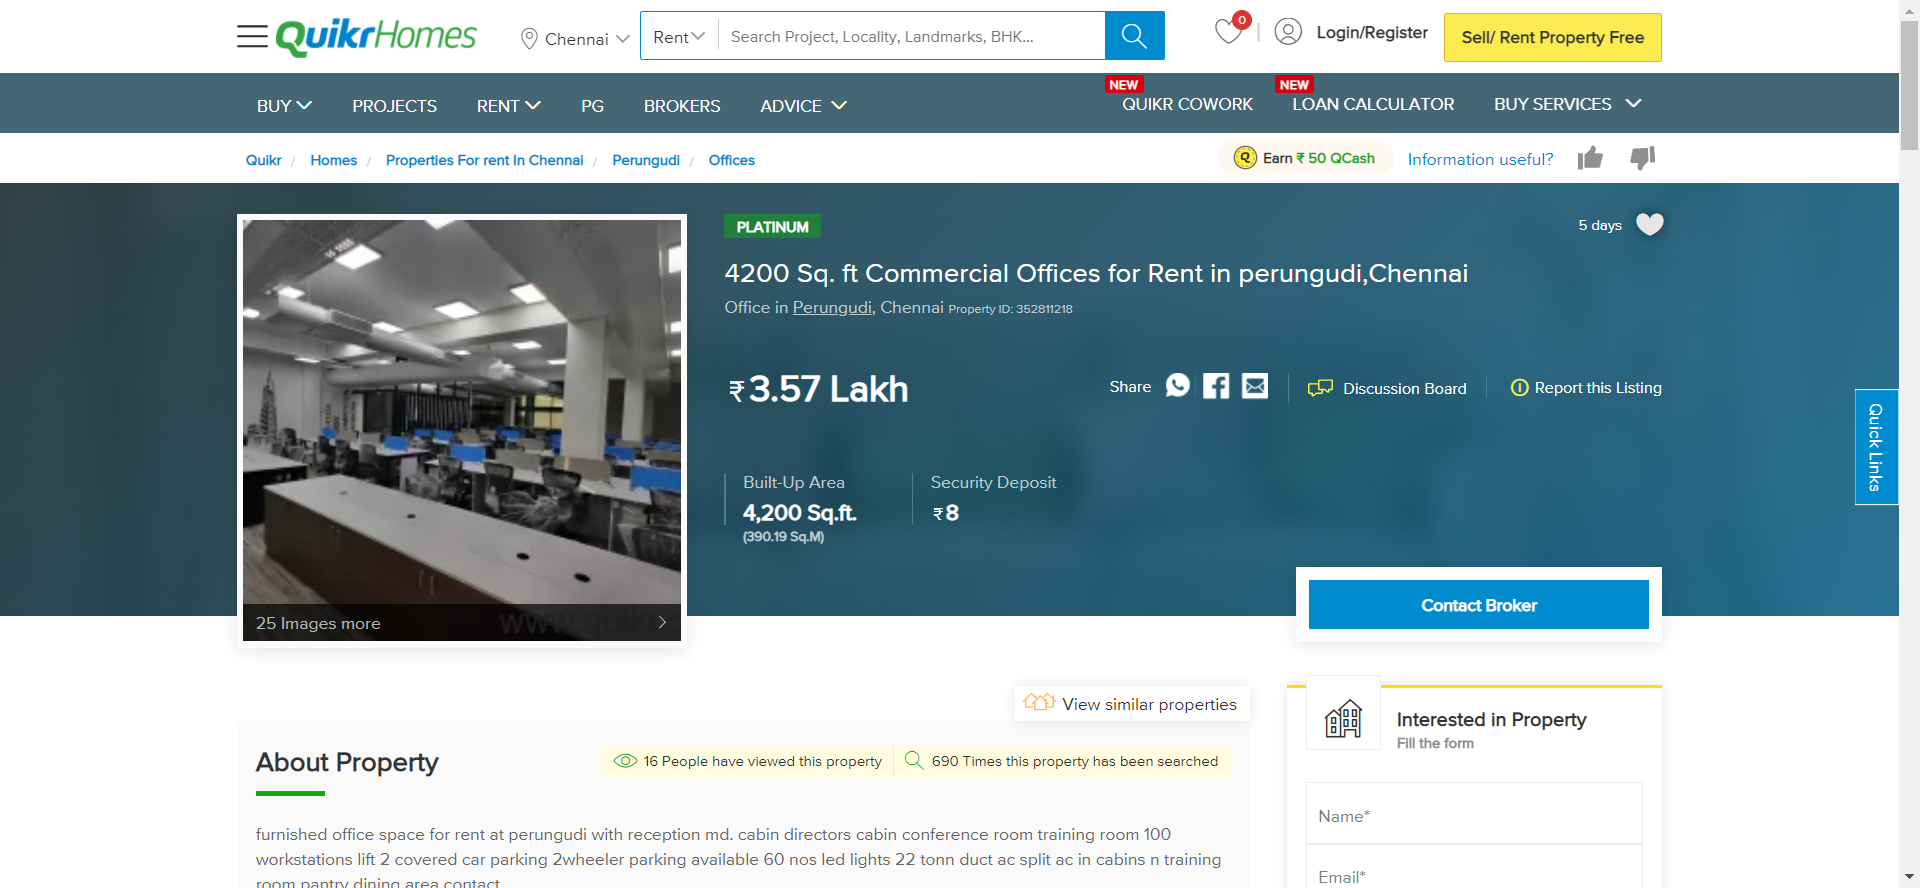 QuikrHomes
Chennai
Rent
Search Project, Locality, Landmarks, BHK...
0
Login/Register
Sell/ Rent Property Free
BUY
PROJECTS
RENT
PG
BROKERS
ADVICE
NEW
QUIKR COWORK
NEW
LOAN CALCULATOR
BUY SERVICES
Quikr / Homes / Properties For rent In Chennai / Perungudi / Offices
Q Earn ₹ 50 QCash
Information useful?
PLATINUM
5 days
4200 Sq. ft Commercial Offices for Rent in perungudi,Chennai
Office in Perungudi, Chennai Property ID: 352811218
₹ 3.57 Lakh
Share
Discussion Board
Report this Listing
Quick Links
Built-Up Area
4,200 Sq.ft.
(390.19 Sq.M)
Security Deposit
₹ 8
25 Images more
Contact Broker
View similar properties
Interested in Property
Fill the form
About Property
16 People have viewed this property
690 Times this property has been searched
Name*
furnished office space for rent at perungudi with reception md. cabin directors cabin conference room training room 100
workstations lift 2 covered car parking 2wheeler parking available 60 nos led lights 22 tonn duct ac split ac in cabins n training
room pantry dining area contact
Email*